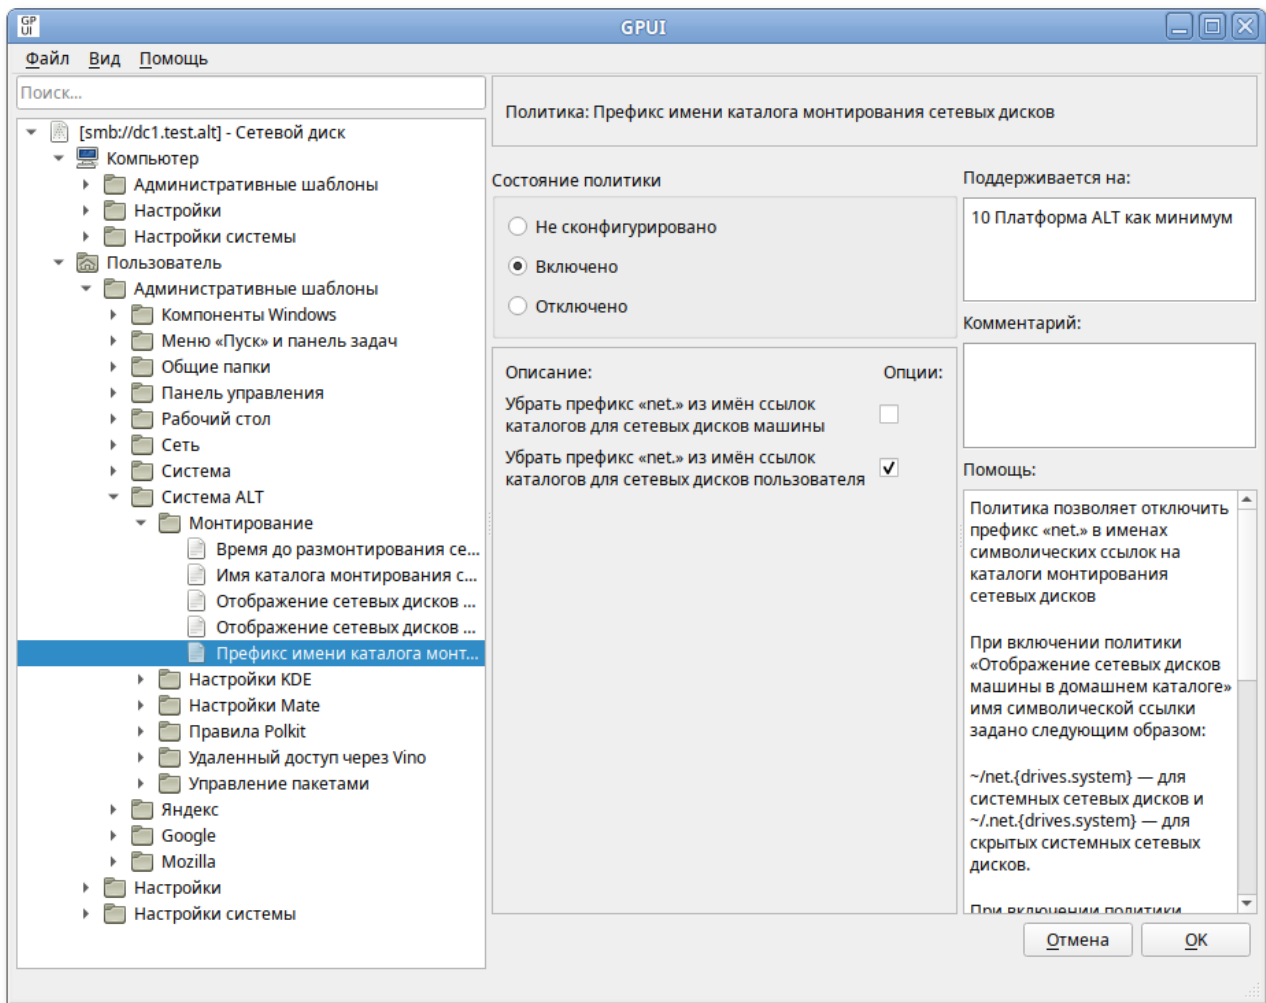 GP
UI
GPUI
Файл Вид Помощь
Поиск...
[smb://dc1.test.alt] - Сетевой диск
Компьютер
Административные шаблоны
Настройки
Настройки системы
Пользователь
Административные шаблоны
Компоненты Windows
Меню «Пуск» и панель задач
Общие папки
Панель управления
Рабочий стол
Сеть
Система
Система ALT
Монтирование
Время до размонтирования се...
Имя каталога монтирования с...
Отображение сетевых дисков ...
Отображение сетевых дисков ...
Префикс имени каталога монт...
Настройки KDE
Настройки Mate
Правила Polkit
Удаленный доступ через Vino
Управление пакетами
Яндекс
Google
Mozilla
Настройки
Настройки системы
Политика: Префикс имени каталога монтирования сетевых дисков
Состояние политики
Не сконфигурировано
Включено
Отключено
Описание: Опции:
Убрать префикс «net.» из имён ссылок
каталогов для сетевых дисков машины
Убрать префикс «net.» из имён ссылок
каталогов для сетевых дисков пользователя
Поддерживается на:
10 Платформа ALT как минимум
Комментарий:
Помощь:
Политика позволяет отключить
префикс «net.» в именах
символических ссылок на
каталоги монтирования
сетевых дисков
При включении политики
«Отображение сетевых дисков
машины в домашнем каталоге»
имя символической ссылки
задано следующим образом:
~/net.{drives.system} — для
системных сетевых дисков и
~/.net.{drives.system} — для
скрытых системных сетевых
дисков.
При включении политики
Отмена OK